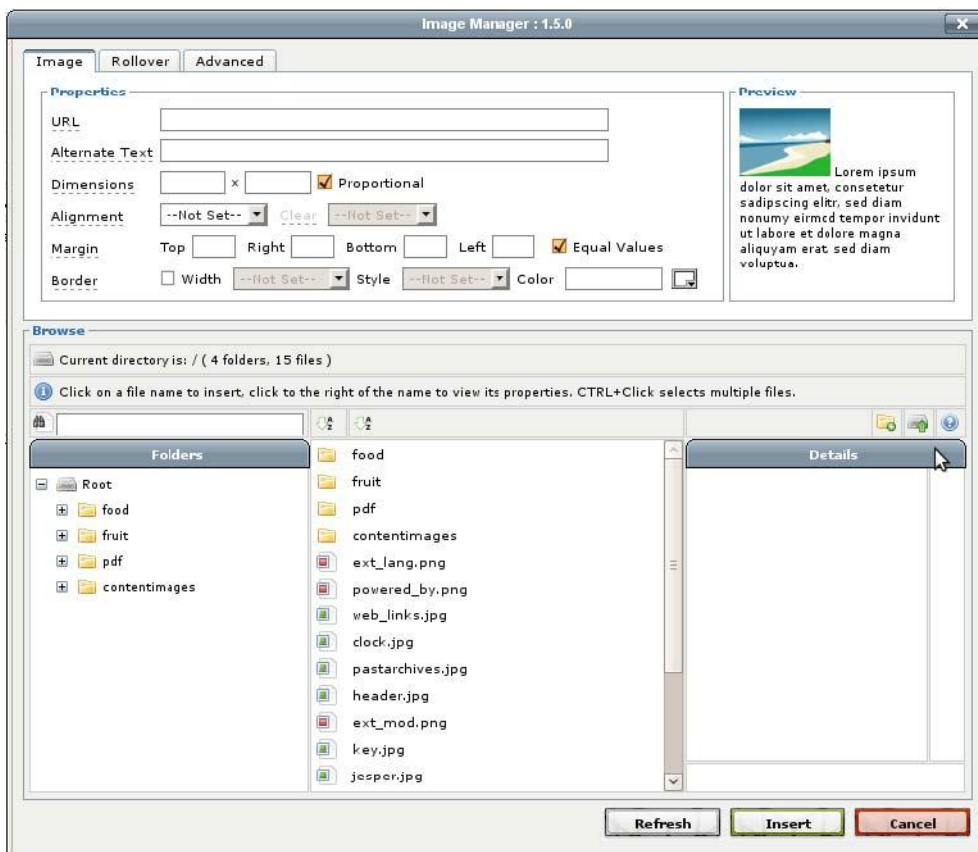 Image Manager : 1.5.0
Image Rollover Advanced
Properties
URL
Alternate Text
Dimensions x Proportional
Alignment --Not Set-- Clear --Not Set--
Margin Top Right Bottom Left Equal Values
Border Width --Not Set-- Style --Not Set-- Color
Preview
Lorem ipsum
dolor sit amet, consetetur
sadipscing elitr, sed diam
nonumy eirmod tempor invidunt
ut labore et dolore magna
aliquyam erat sed diam
voluptua.
Browse
Current directory is: / ( 4 folders, 15 files )
Click on a file name to insert, click to the right of the name to view its properties. CTRL+Click selects multiple files.
Folders
Root
food
fruit
pdf
contentimages
food
fruit
pdf
contentimages
ext_lang.png
powered_by.png
web_links.jpg
clock.jpg
pastarchives.jpg
header.jpg
ext_mod.png
key.jpg
jesper.jpg
Details
Refresh Insert Cancel